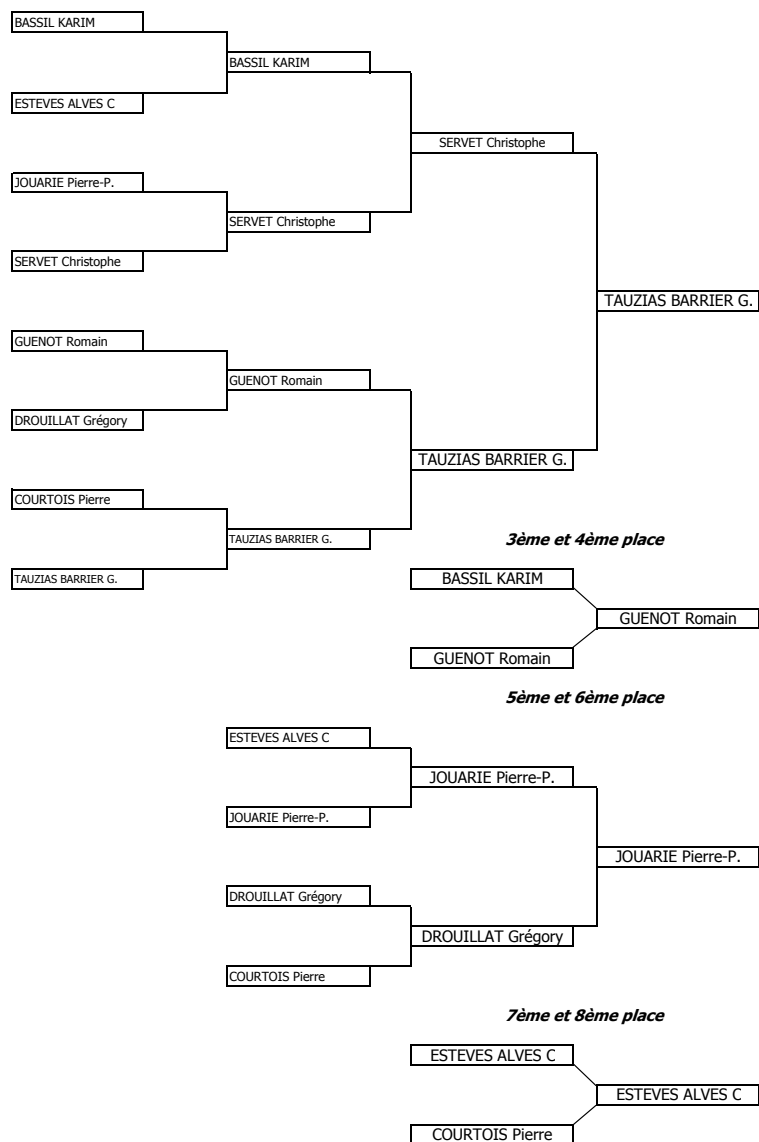 BASSIL KARIM
BASSIL KARIM
ESTEVES ALVES C
SERVET Christophe
JOUARIE Pierre-P.
SERVET Christophe
SERVET Christophe
TAUZIAS BARRIER G.
GUENOT Romain
GUENOT Romain
DROUILLAT Grégory
TAUZIAS BARRIER G.
COURTOIS Pierre
TAUZIAS BARRIER G.
3ème et 4ème place
TAUZIAS BARRIER G.
BASSIL KARIM
GUENOT Romain
GUENOT Romain
5ème et 6ème place
ESTEVES ALVES C
JOUARIE Pierre-P.
JOUARIE Pierre-P.
JOUARIE Pierre-P.
DROUILLAT Grégory
DROUILLAT Grégory
COURTOIS Pierre
7ème et 8ème place
ESTEVES ALVES C
ESTEVES ALVES C
COURTOIS Pierre